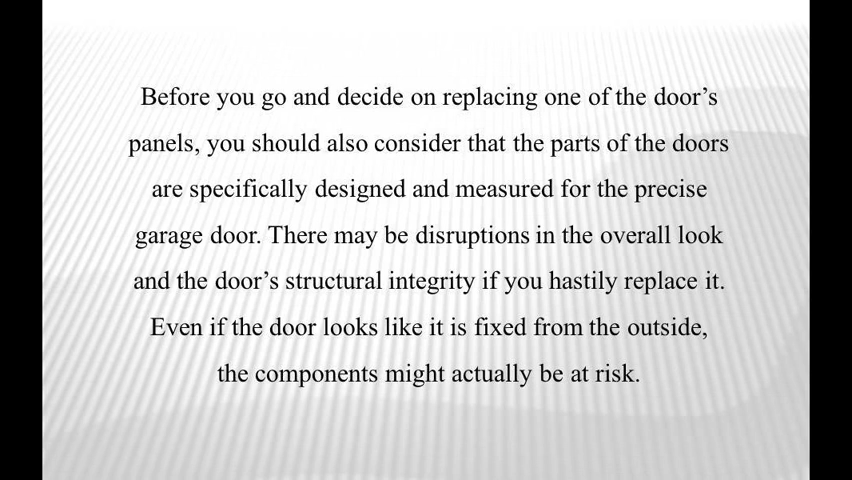 Before you go and decide on replacing one of the door’s
panels, you should also consider that the parts of the doors
are specifically designed and measured for the precise
garage door. There may be disruptions in the overall look
and the door’s structural integrity if you hastily replace it.
Even if the door looks like it is fixed from the outside,
the components might actually be at risk.